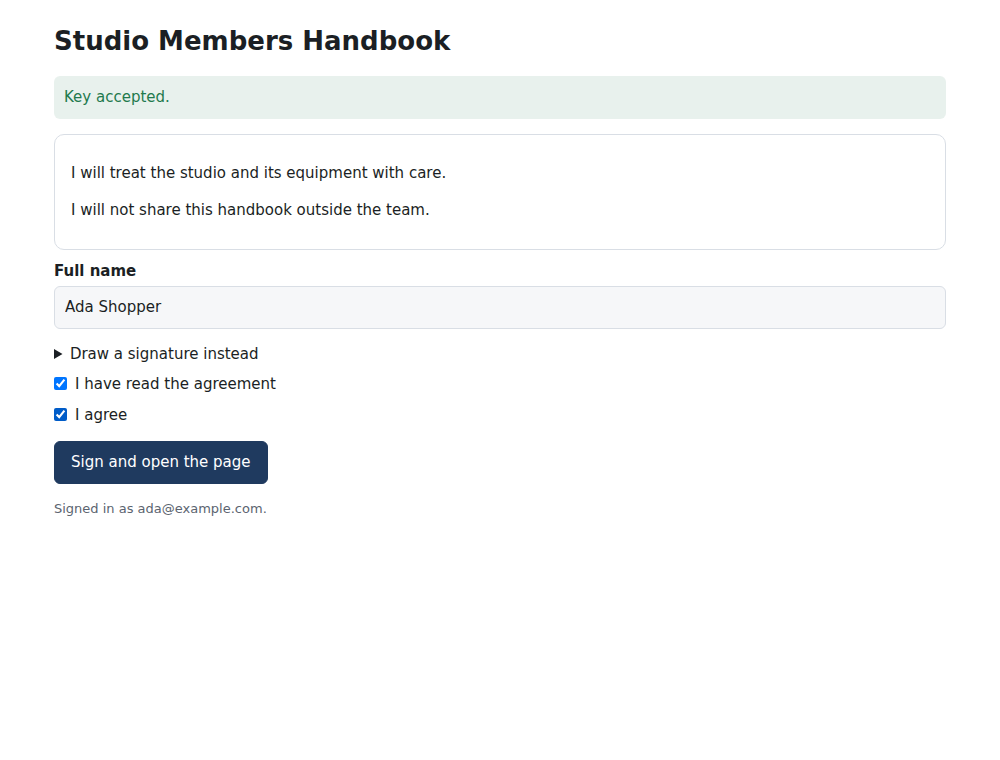 Studio Members Handbook
Key accepted.
I will treat the studio and its equipment with care.
I will not share this handbook outside the team.
Full name
Ada Shopper
Draw a signature instead
I have read the agreement
I agree
Sign and open the page
Signed in as ada@example.com.